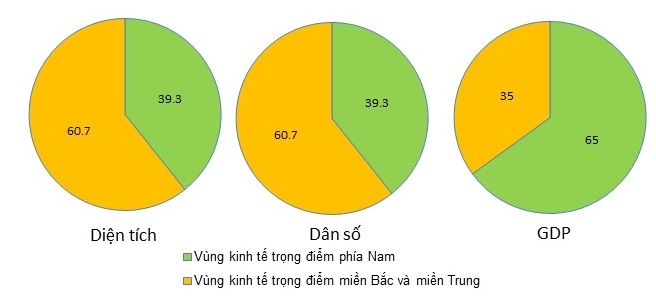 39.3
60.7
39.3
60.7
35
65
Diện tích
Dân số
GDP
Vùng kinh tế trọng điểm phía Nam
Vùng kinh tế trọng điểm miền Bắc và miền Trung